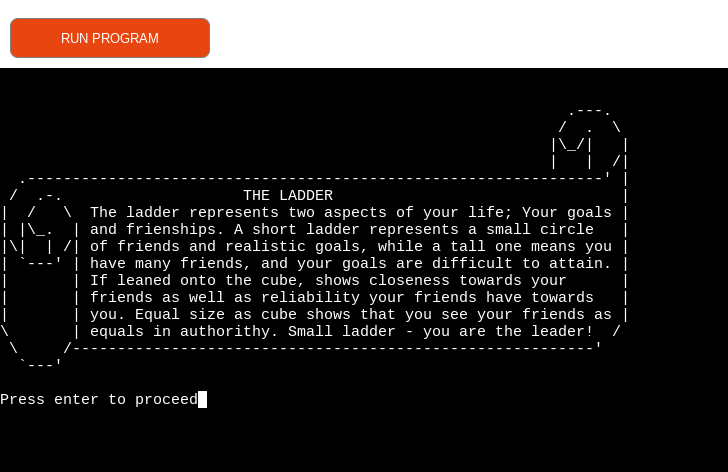 RUN PROGRAM
THE LADDER
The ladder represents two aspects of your life; Your goals
and frienships. A short ladder represents a small circle
of friends and realistic goals, while a tall one means you
have many friends, and your goals are difficult to attain.
If leaned onto the cube, shows closeness towards your
friends as well as reliability your friends have towards
you. Equal size as cube shows that you see your friends as
equals in authorithy. Small ladder - you are the leader!
Press enter to proceed